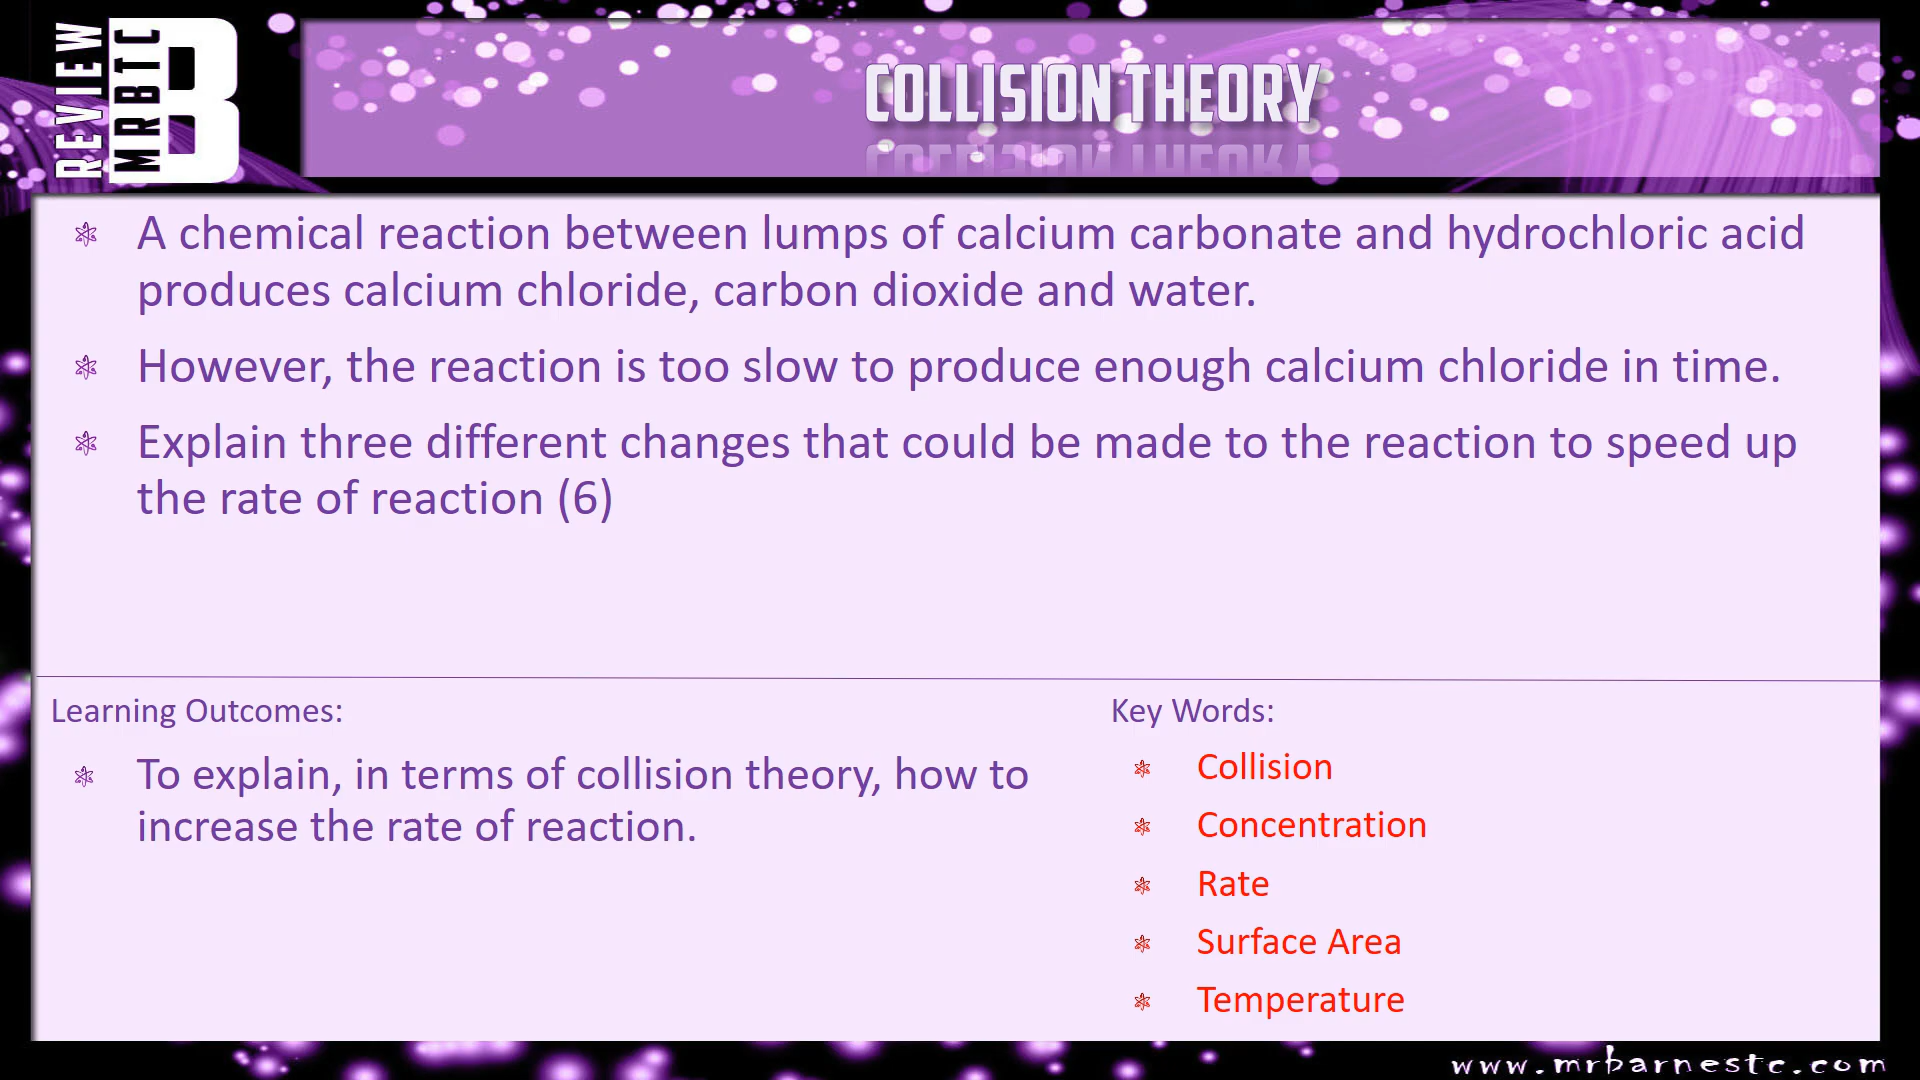 REVIEW
MRBTC
B
COLLISION THEORY
A chemical reaction between lumps of calcium carbonate and hydrochloric acid
produces calcium chloride, carbon dioxide and water.
However, the reaction is too slow to produce enough calcium chloride in time.
Explain three different changes that could be made to the reaction to speed up
the rate of reaction (6)
Learning Outcomes:
To explain, in terms of collision theory, how to
increase the rate of reaction.
Key Words:
Collision
Concentration
Rate
Surface Area
Temperature
www.mrbarnestc.com